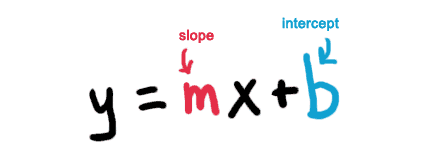 intercept
slope
y = mx + b